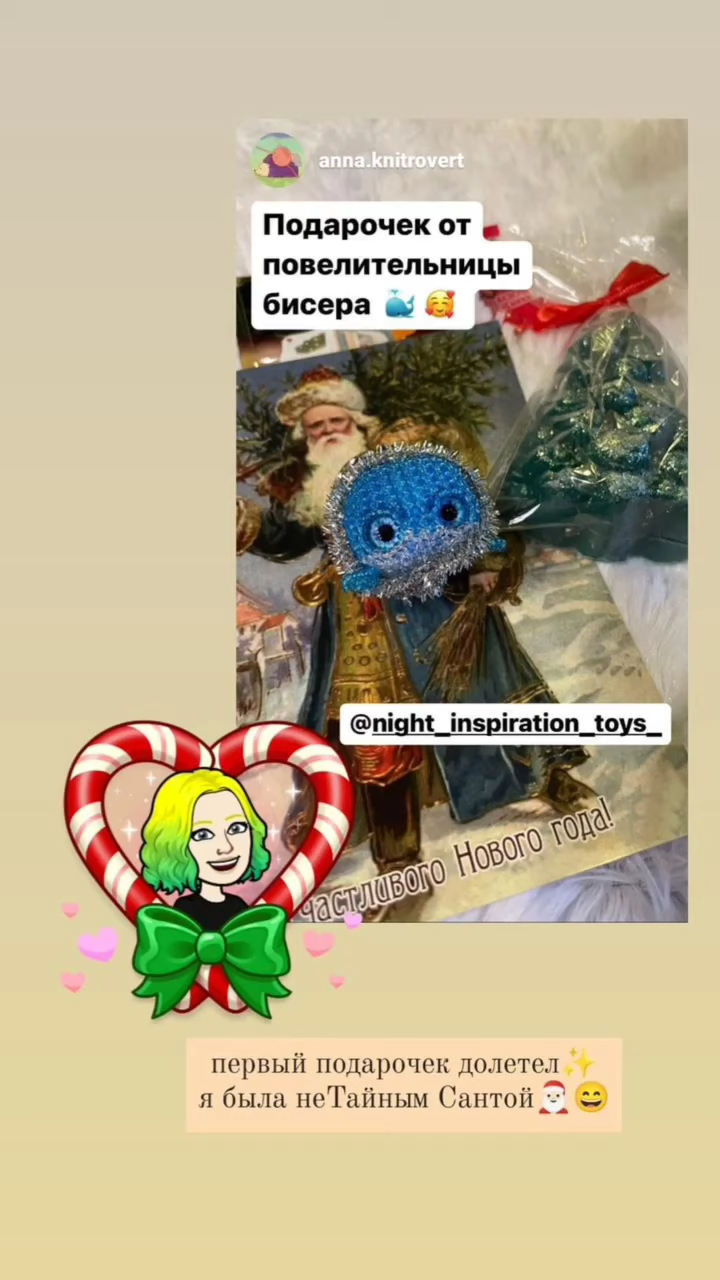 anna.knitrovert
Подарочек от
повелительницы
бисера 🐳 🥰
@night_inspiration_toys_
частливого Нового года!
первый подарочек долетел✨
я была неТайным Сантой🎅🏻😄